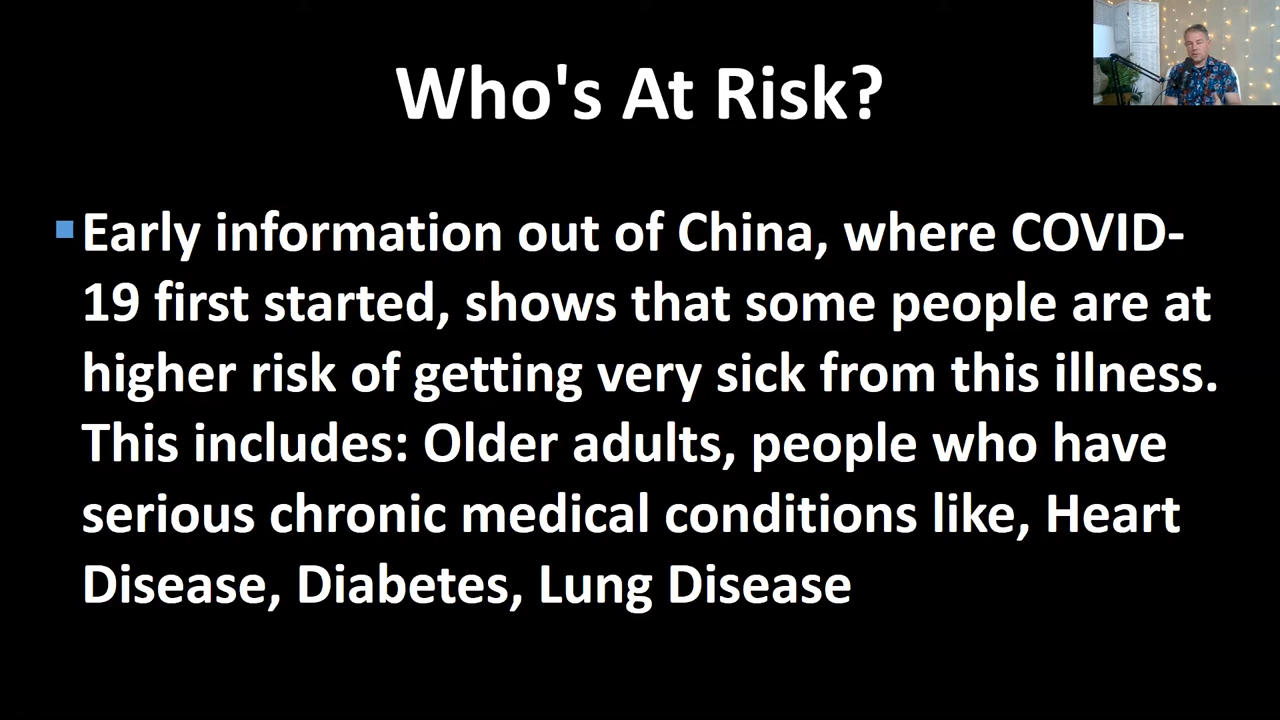 Who's At Risk?
Early information out of China, where COVID-
19 first started, shows that some people are at
higher risk of getting very sick from this illness.
This includes: Older adults, people who have
serious chronic medical conditions like, Heart
Disease, Diabetes, Lung Disease